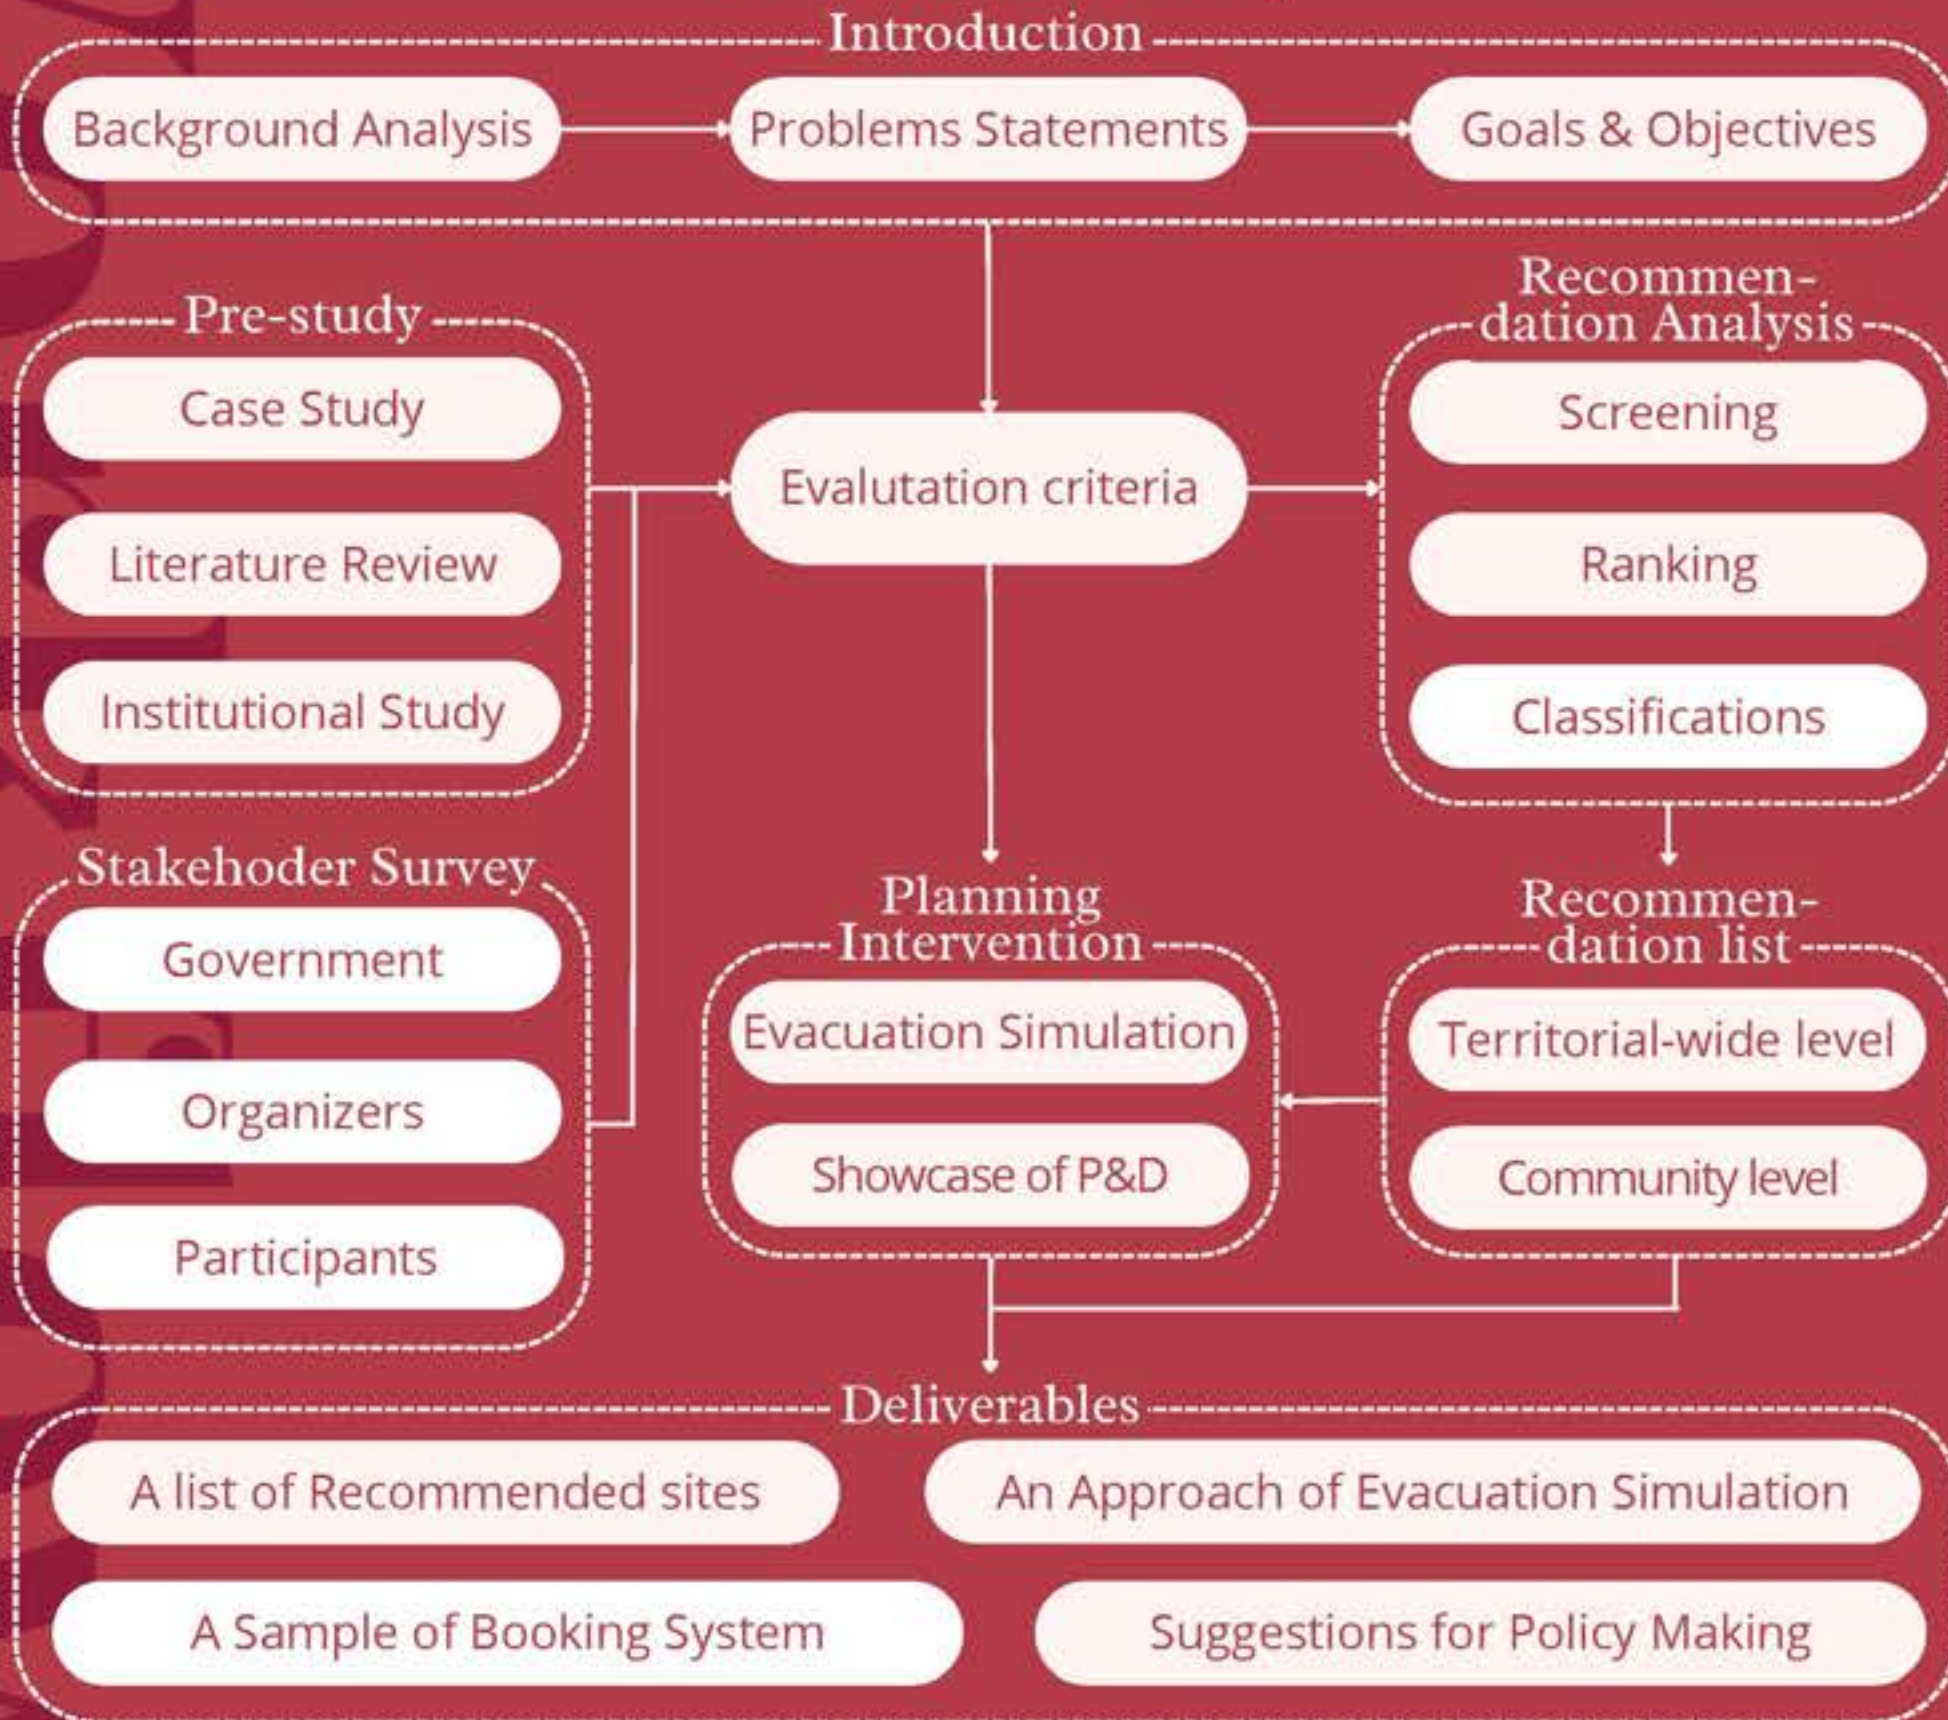 Introduction
Background Analysis
Problems Statements
Goals & Objectives
Pre-study
Case Study
Literature Review
Institutional Study
Evalutation criteria
Recommen-
dation Analysis
Screening
Ranking
Classifications
Stakehoder Survey
Government
Organizers
Participants
Planning
Intervention
Evacuation Simulation
Showcase of P&D
Recommen-
dation list
Territorial-wide level
Community level
Deliverables
A list of Recommended sites
An Approach of Evacuation Simulation
A Sample of Booking System
Suggestions for Policy Making